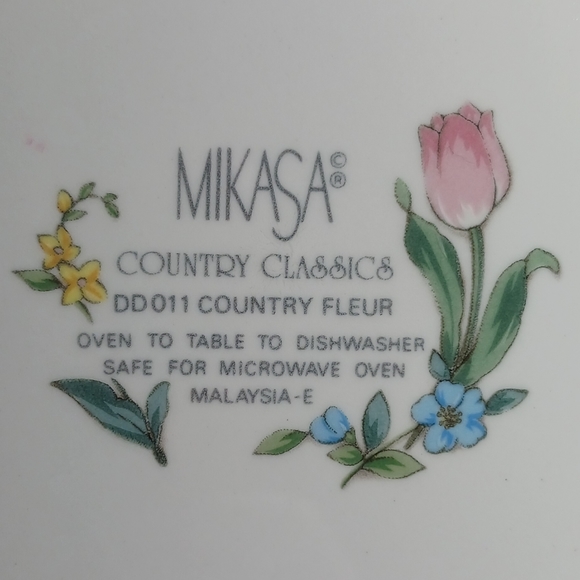 MIKASA©®
COUNTRY CLASSICS
DD011 COUNTRY FLEUR
OVEN TO TABLE TO DISHWASHER
SAFE FOR MICROWAVE OVEN
MALAYSIA-E